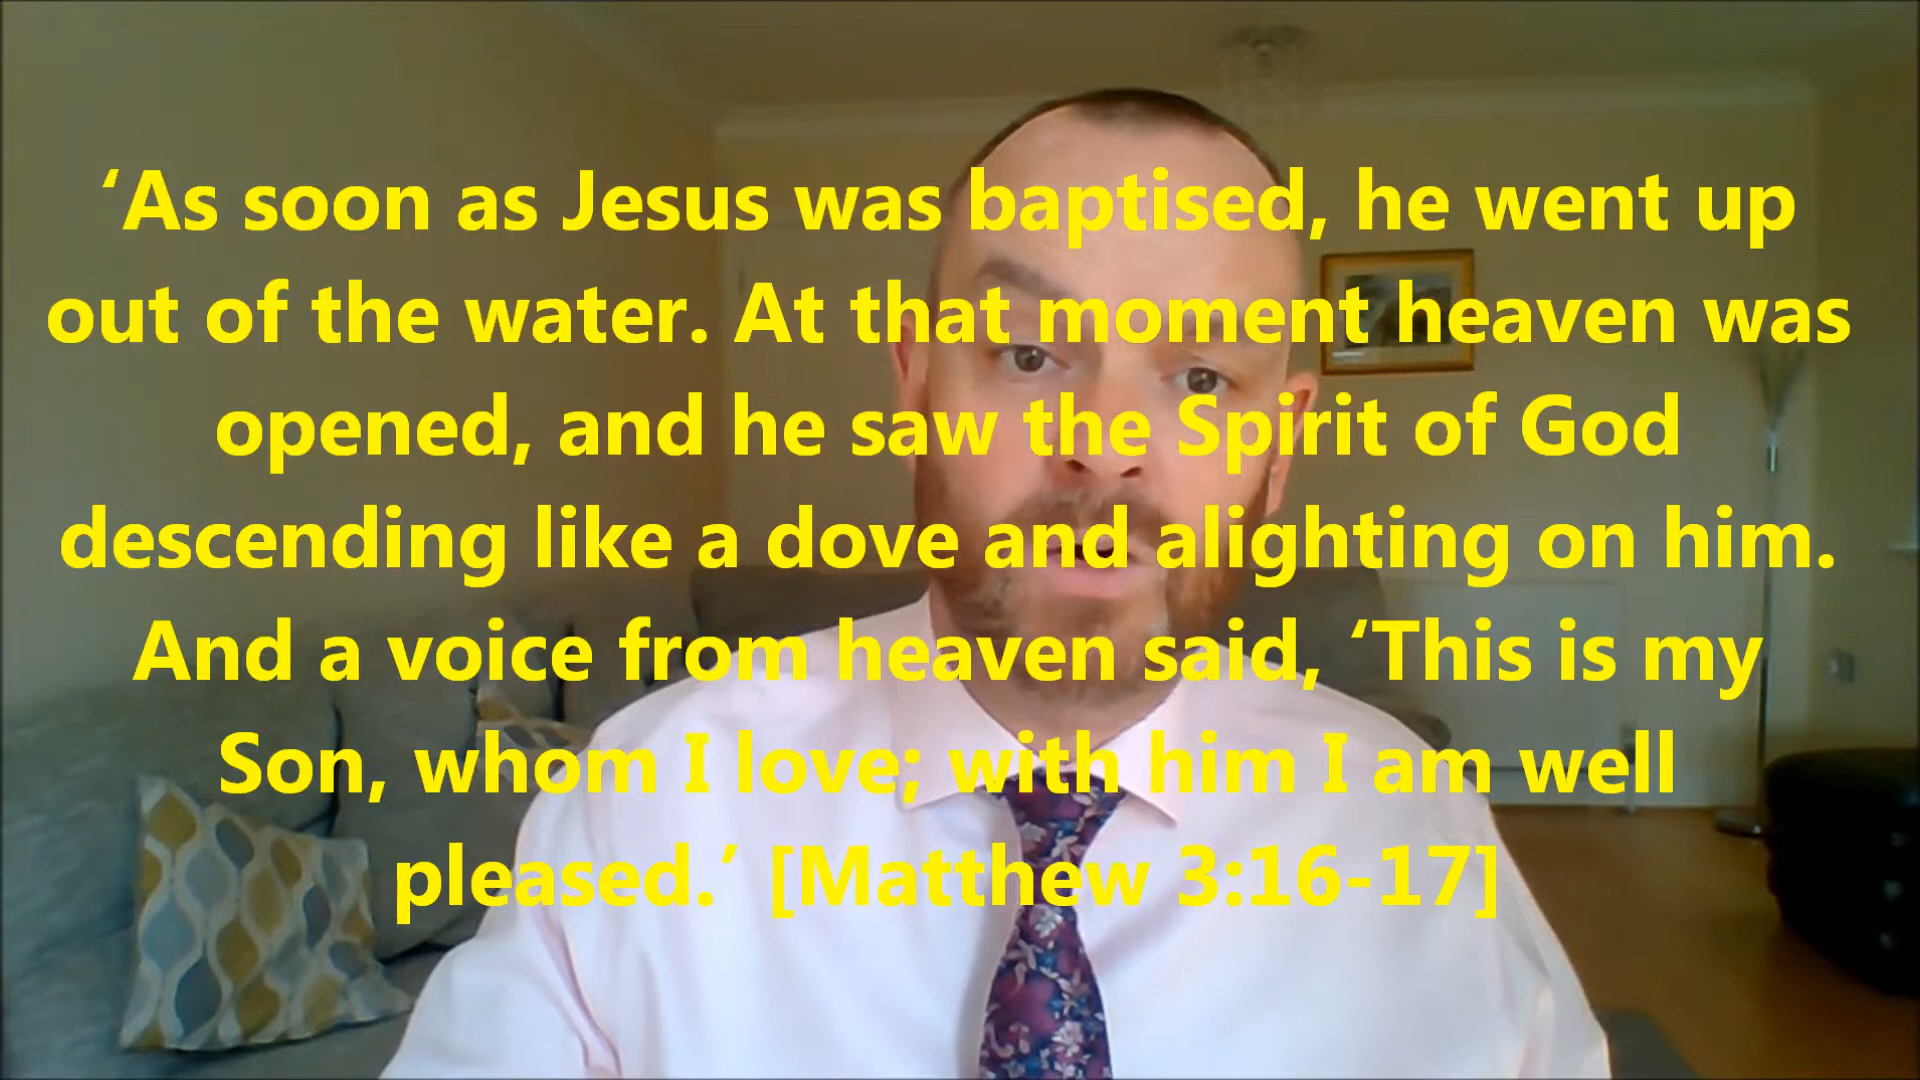 ‘As soon as Jesus was baptised, he went up
out of the water. At that moment heaven was
opened, and he saw the Spirit of God
descending like a dove and alighting on him.
And a voice from heaven said, ‘This is my
Son, whom I love; with him I am well
pleased.’ [Matthew 3:16-17]